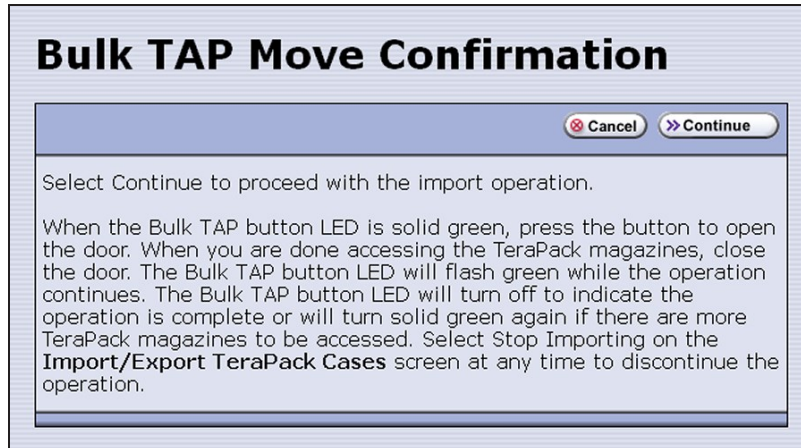 Bulk TAP Move Confirmation
Cancel
Continue
Select Continue to proceed with the import operation.
When the Bulk TAP button LED is solid green, press the button to open
the door. When you are done accessing the TeraPack magazines, close
the door. The Bulk TAP button LED will flash green while the operation
continues. The Bulk TAP button LED will turn off to indicate the
operation is complete or will turn solid green again if there are more
TeraPack magazines to be accessed. Select Stop Importing on the
Import/Export TeraPack Cases screen at any time to discontinue the
operation.